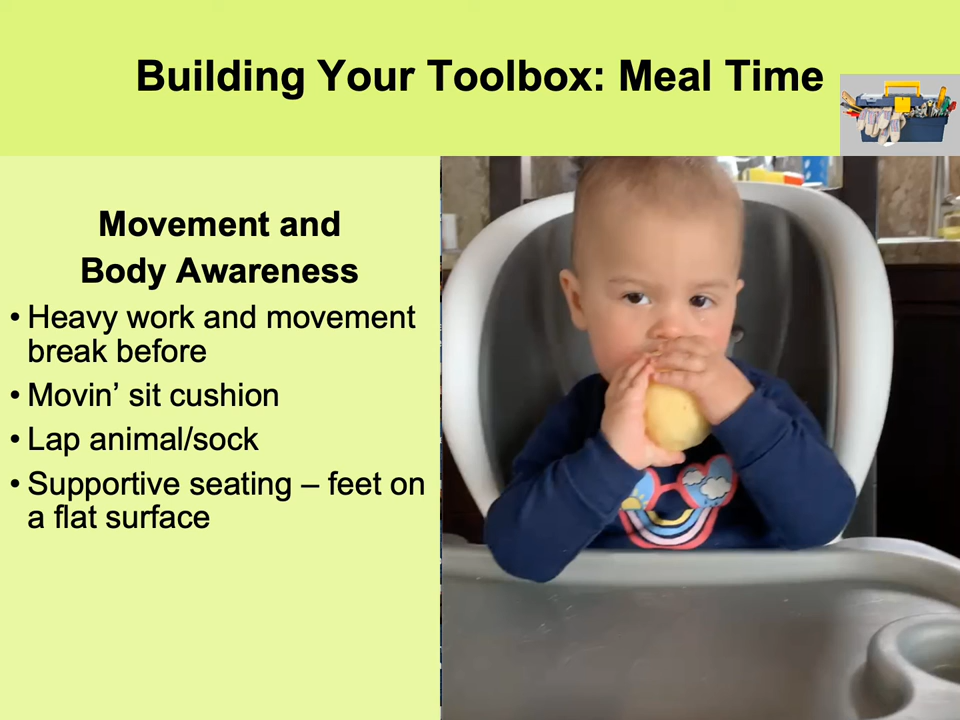 Building Your Toolbox: Meal Time
Movement and
Body Awareness
• Heavy work and movement
break before
• Movin’ sit cushion
• Lap animal/sock
• Supportive seating – feet on
a flat surface